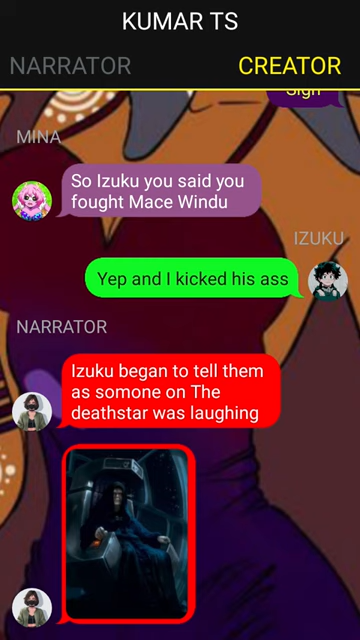 KUMAR TS
NARRATOR
CREATOR
Sigh
MINA
So Izuku you said you
fought Mace Windu
IZUKU
Yep and I kicked his ass
NARRATOR
Izuku began to tell them
as somone on The
deathstar was laughing